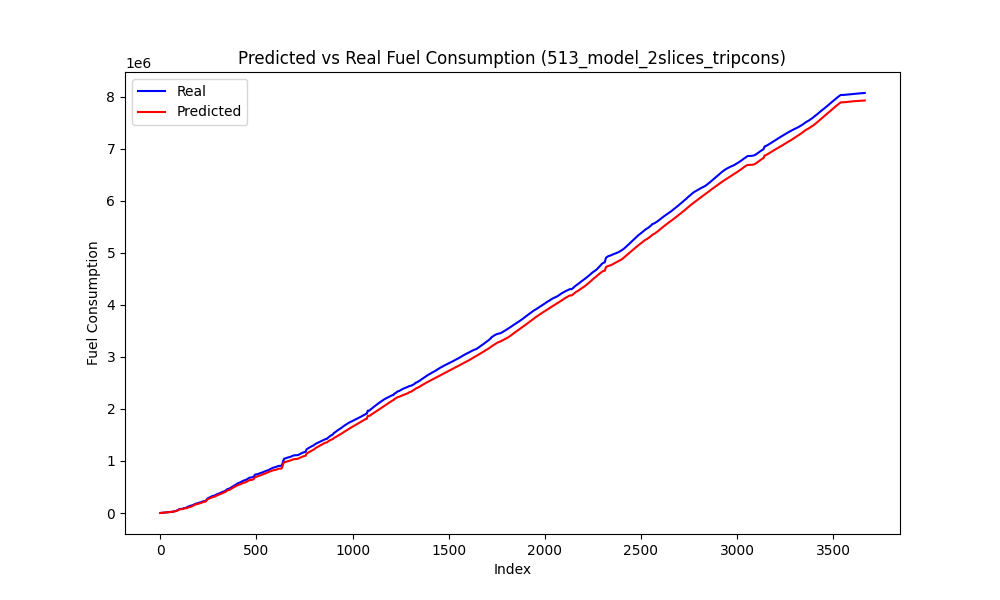 Predicted vs Real Fuel Consumption (513_model_2slices_tripcons)
1e6
Real
Predicted
8
7
6
5
4
3
2
1
0
Fuel Consumption
0 500 1000 1500 2000 2500 3000 3500
Index